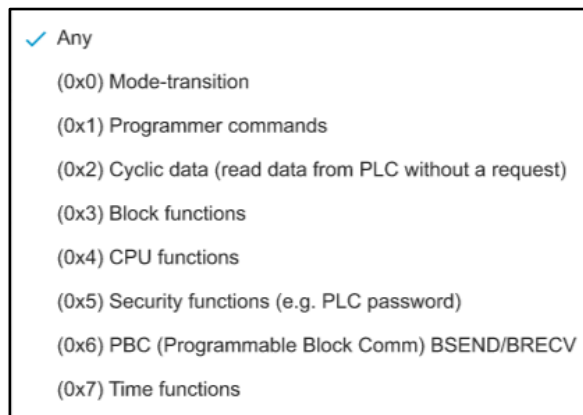 Any
(0x0) Mode-transition
(0x1) Programmer commands
(0x2) Cyclic data (read data from PLC without a request)
(0x3) Block functions
(0x4) CPU functions
(0x5) Security functions (e.g. PLC password)
(0x6) PBC (Programmable Block Comm) BSEND/BRECV
(0x7) Time functions